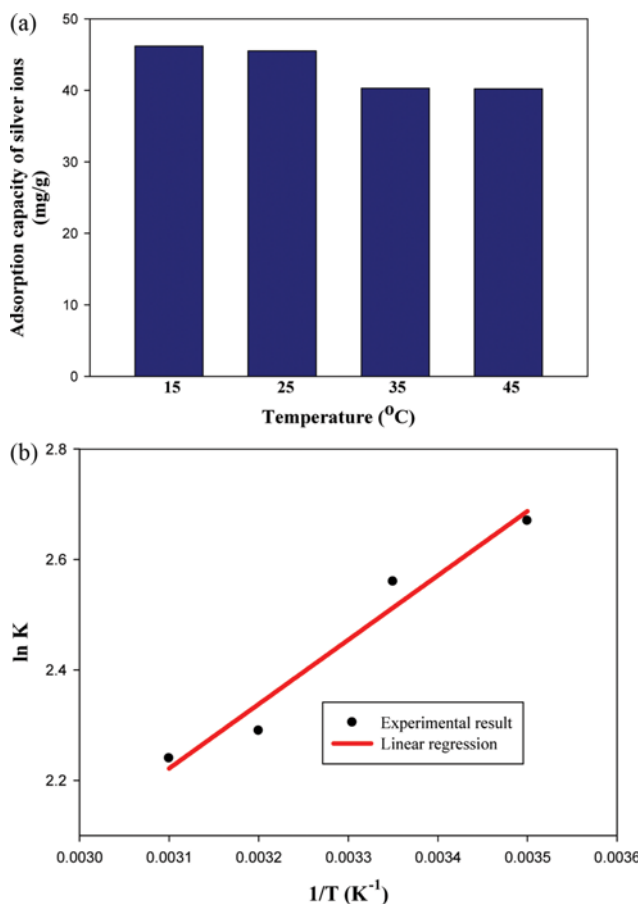 (a)
Adsorption capacity of silver ions
(mg/g)
50
40
30
20
10
0
15 25 35 45
Temperature (⁰C)
(b)
ln K
2.8
2.6
2.4
2.2
Experimental result
Linear regression
0.0030 0.0031 0.0032 0.0033 0.0034 0.0035 0.0036
1/T (K⁻¹)